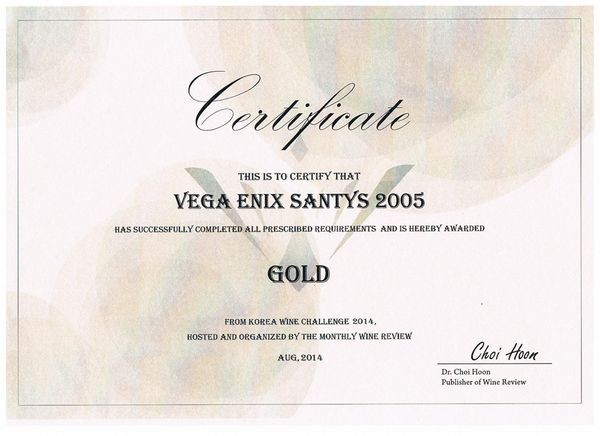 Certificate
THIS IS TO CERTIFY THAT
VEGA ENIX SANTYS 2005
HAS SUCCESSFULLY COMPLETED ALL PRESCRIBED REQUIREMENTS AND IS HEREBY AWARDED
GOLD
FROM KOREA WINE CHALLENGE 2014,
HOSTED AND ORGANIZED BY THE MONTHLY WINE REVIEW
AUG, 2014
Choi Hoon
Dr. Choi Hoon
Publisher of Wine Review